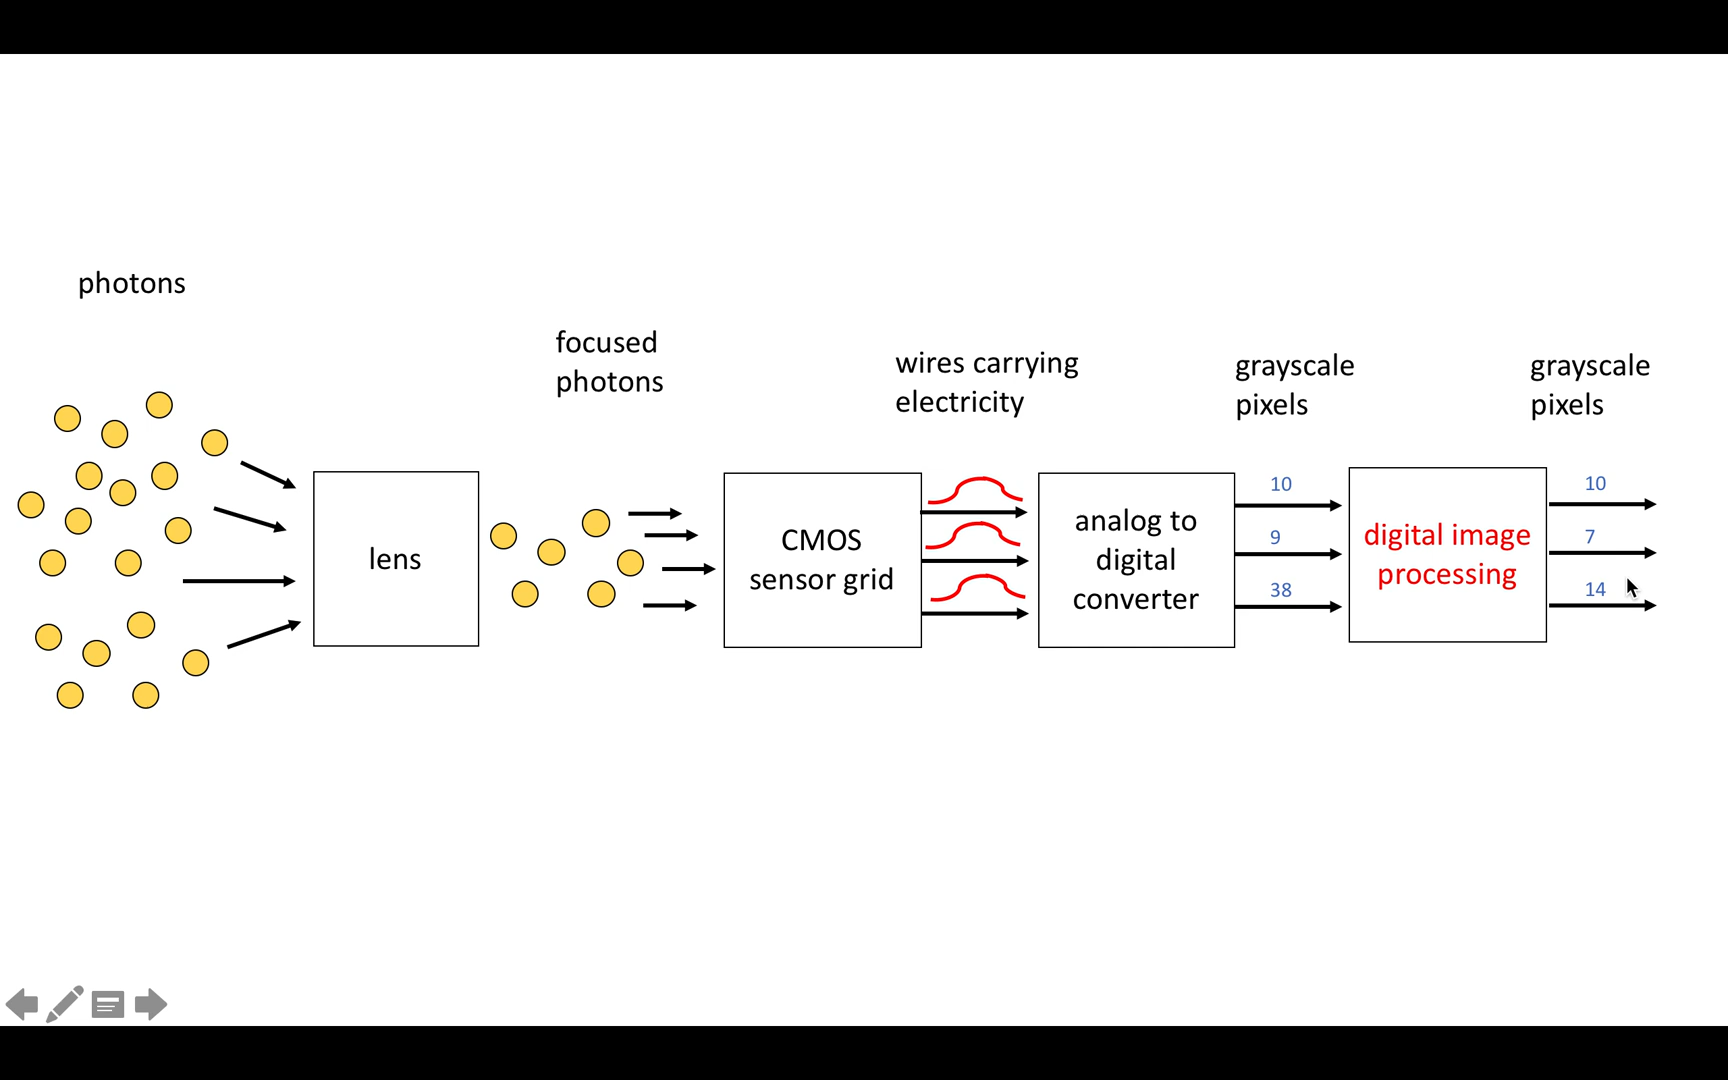 photons
focused
photons
wires carrying
electricity
grayscale
pixels
grayscale
pixels
lens
CMOS
sensor grid
analog to
digital
converter
10
9
38
digital image
processing
10
7
14